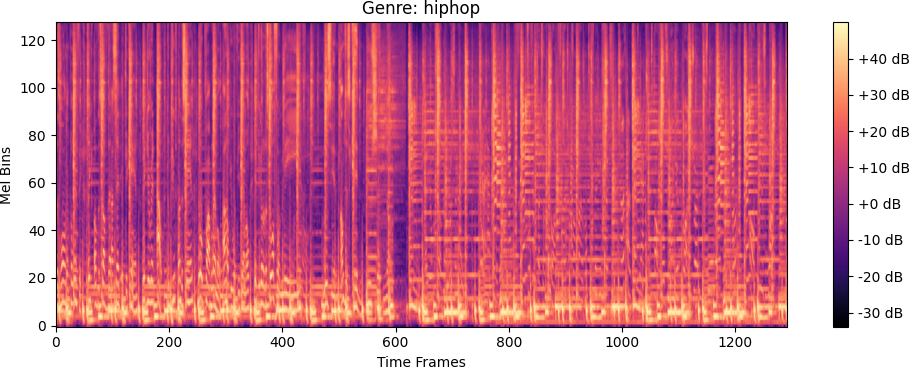 Genre: hiphop
120
100
80
60
40
20
0
Mel Bins
0 200 400 600 800 1000 1200
Time Frames
+40 dB
+30 dB
+20 dB
+10 dB
+0 dB
-10 dB
-20 dB
-30 dB